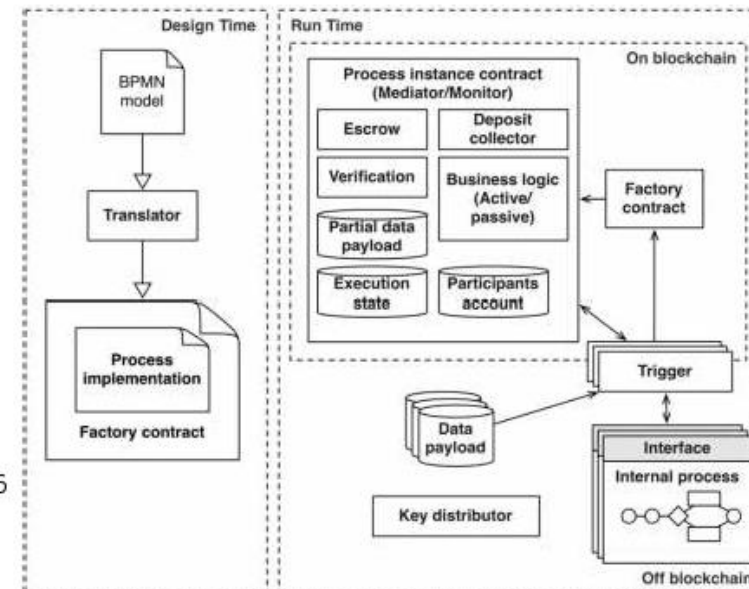 Design Time
BPMN
model
Translator
Process
implementation
Factory contract
6
Run Time
On blockchain
Process instance contract
(Mediator/Monitor)
Escrow
Deposit
collector
Verification
Business logic
(Active/
passive)
Partial data
payload
Execution
state
Participants
account
Factory
contract
Trigger
Data
payload
Interface
Internal process
Key distributor
Off blockchain